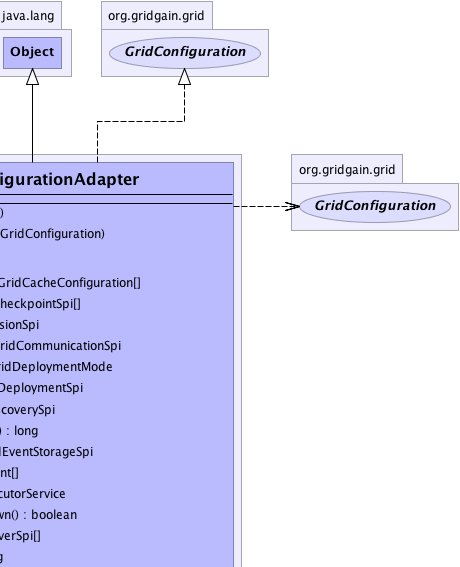 java.lang
org.gridgain.grid
Object
GridConfiguration
igurationAdapter
org.gridgain.grid
GridConfiguration
)
GridConfiguration)
GridCacheConfiguration[]
heckpointSpi[]
sionSpi
ridCommunicationSpi
idDeploymentMode
DeploymentSpi
coverySpi
) : long
EventStorageSpi
nt[]
cutorService
wn() : boolean
verSpi[]
g